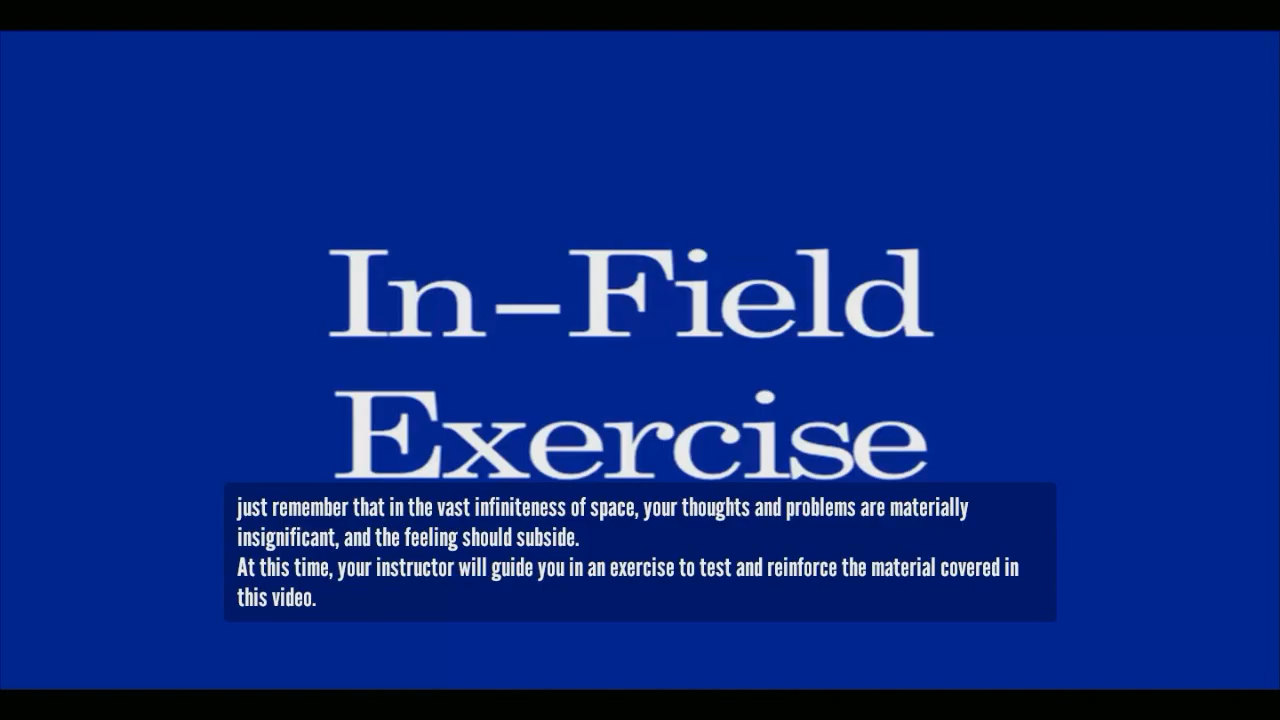 In-Field
Exercise
just remember that in the vast infiniteness of space, your thoughts and problems are materially
insignificant, and the feeling should subside.
At this time, your instructor will guide you in an exercise to test and reinforce the material covered in
this video.